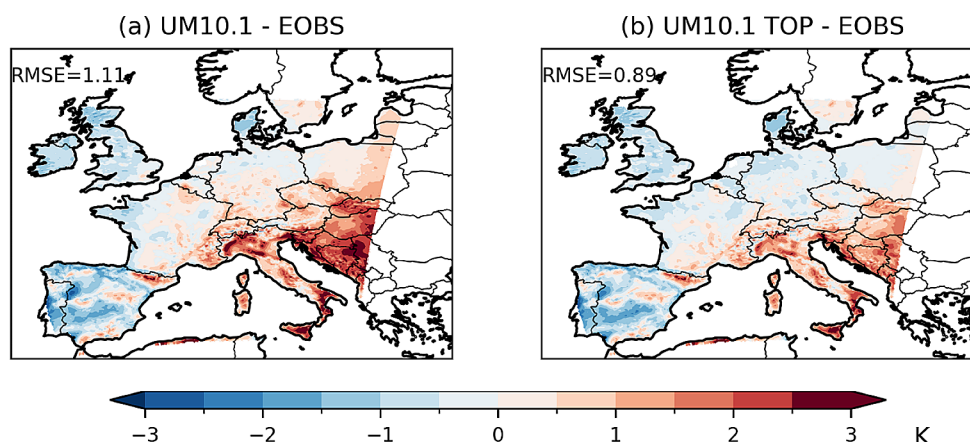 (a) UM10.1 - EOBS
(b) UM10.1 TOP - EOBS
RMSE=1.11
RMSE=0.89
−3 −2 −1 0 1 2 3 K